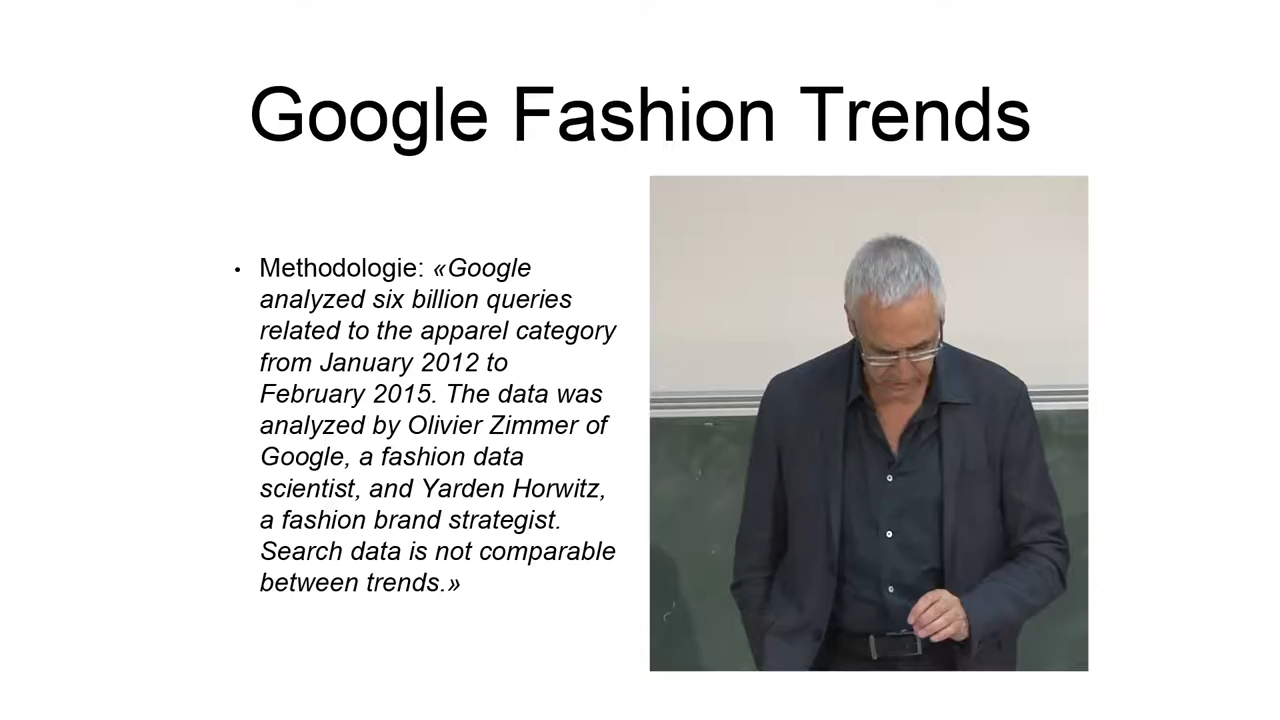 Google Fashion Trends
• Methodologie: «Google
analyzed six billion queries
related to the apparel category
from January 2012 to
February 2015. The data was
analyzed by Olivier Zimmer of
Google, a fashion data
scientist, and Yarden Horwitz,
a fashion brand strategist.
Search data is not comparable
between trends.»